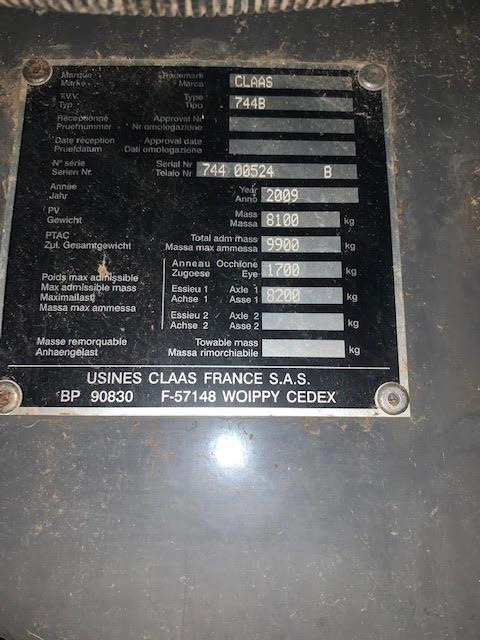 Marque Trademark
Marke Marca CLAAS
T.V.V. Type
Typ Tipo 744B
Réceptionné Approval Nr
Pruefnummer Nr omologazione
Date réception Approval date
Pruefdatum Dati omologazione
N° série Serial Nr
Serien Nr. Telaio Nr 744 00524 B
Année Year
Jahr Anno 2009
PV Mass
Gewicht Massa 8100 kg
PTAC Total adm mass
Zul. Gesamtgewicht Massa max ammessa 9900 kg
Poids max admissible
Max admissible mass
Maximallast
Massa max ammessa
Anneau Occhione
Zugoese Eye 1700 kg
Essieu 1 Axle 1
Achse 1 Asse 1 8200 kg
Essieu 2 Axle 2
Achse 2 Asse 2 kg
Masse remorquable Towable mass
Anhaengelast Massa rimorchiabile kg
USINES CLAAS FRANCE S.A.S.
BP 90830 F-57148 WOIPPY CEDEX